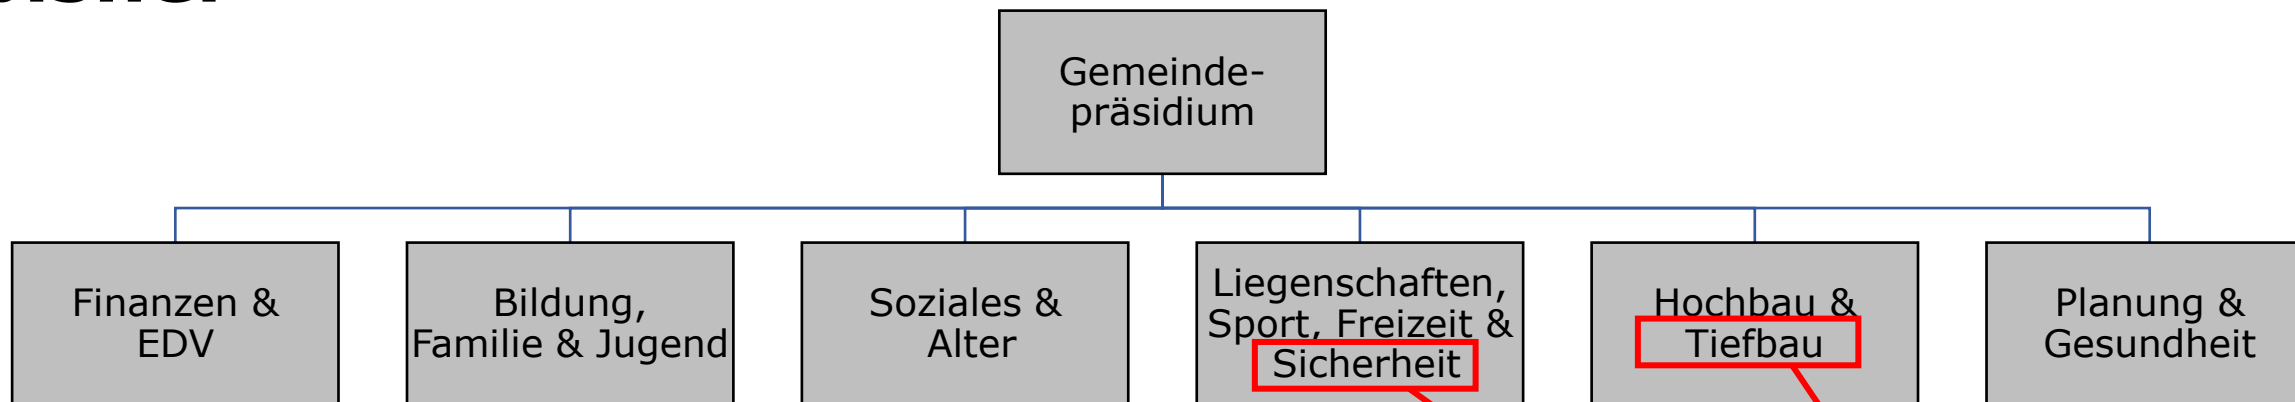 Gemeinde-
präsidium
Finanzen &
EDV
Bildung,
Familie & Jugend
Soziales &
Alter
Liegenschaften,
Sport, Freizeit &
Sicherheit
Hochbau &
Tiefbau
Planung &
Gesundheit